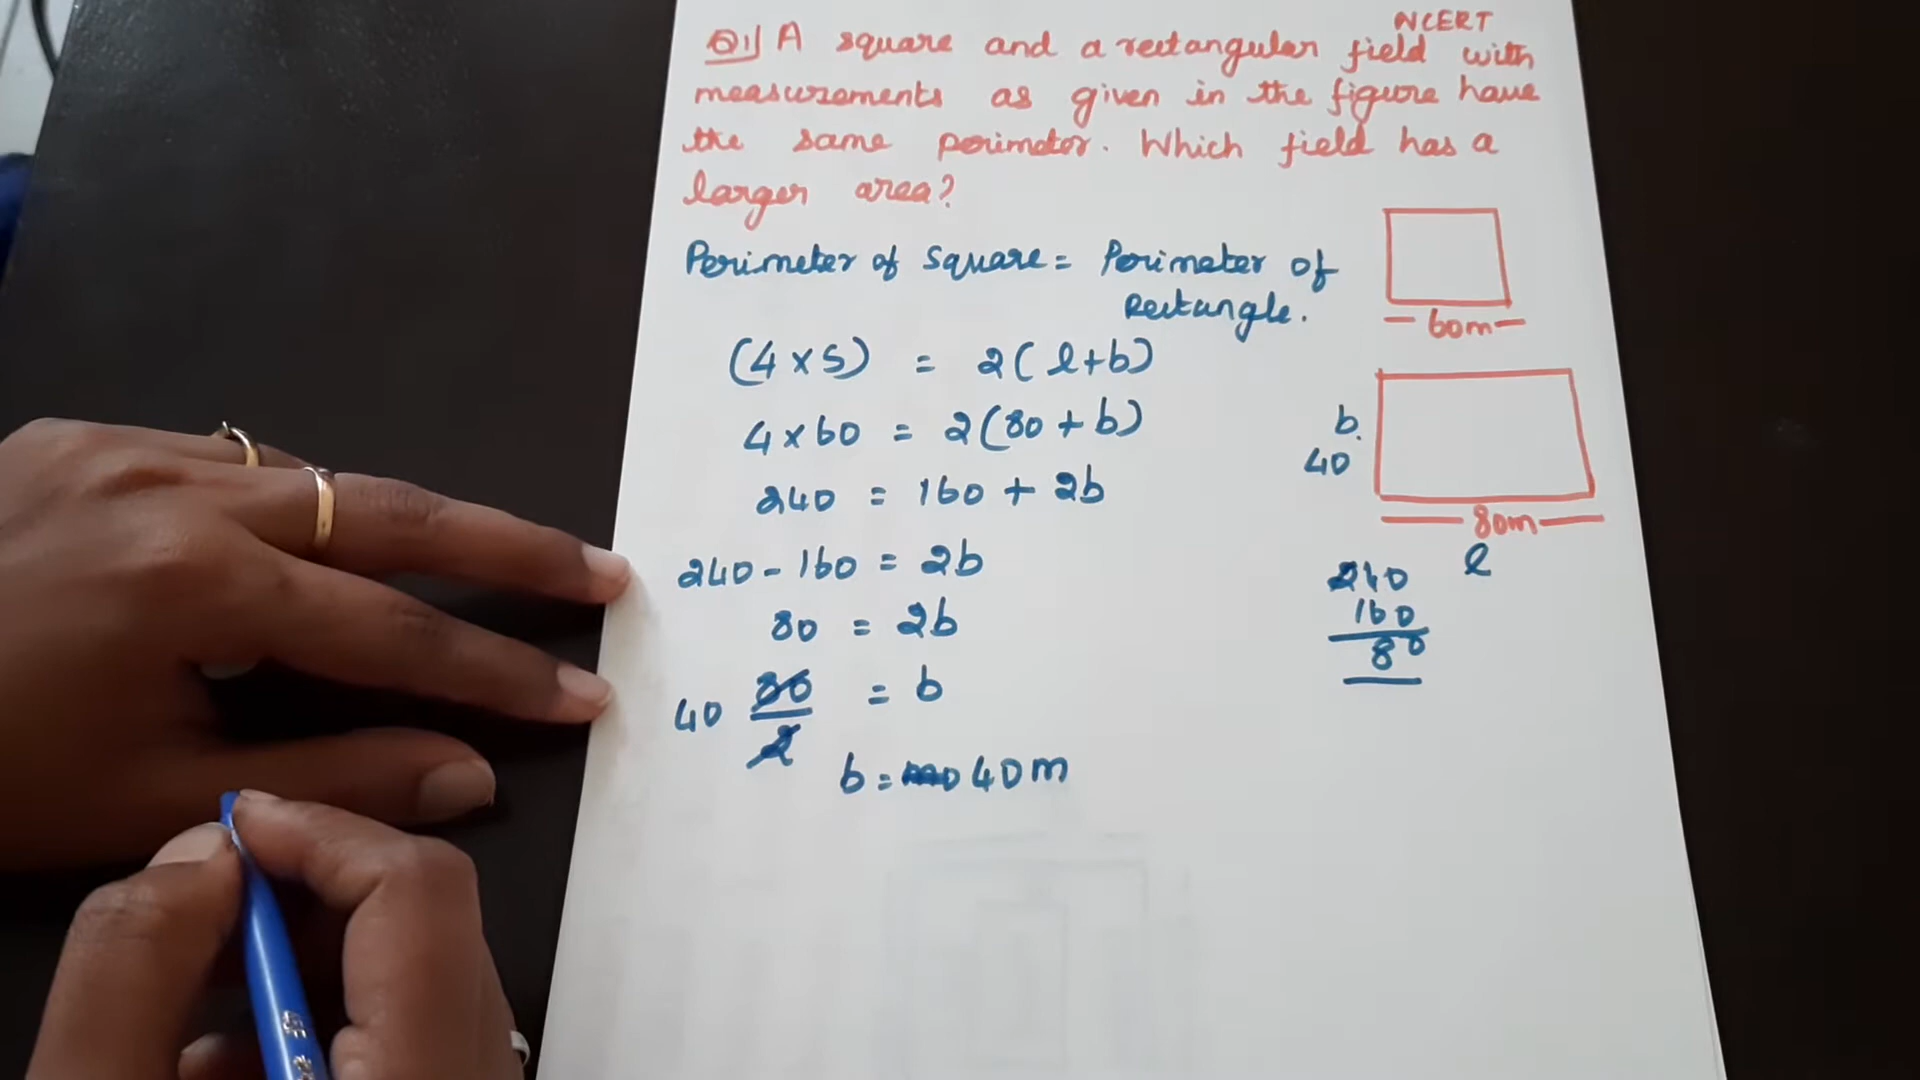 NCERT
Q1) A square and a rectangular field with
measurements as given in the figure have
the same perimeter. Which field has a
larger area?
Perimeter of square = Perimeter of
Rectangle.
60m
(4 × s) = 2(l+b)
4 × 60 = 2(80 + b)
b.
40
240 = 160 + 2b
80m
l
240 - 160 = 2b
240
160
80
80 = 2b
40 80/2 = b
b = 40m